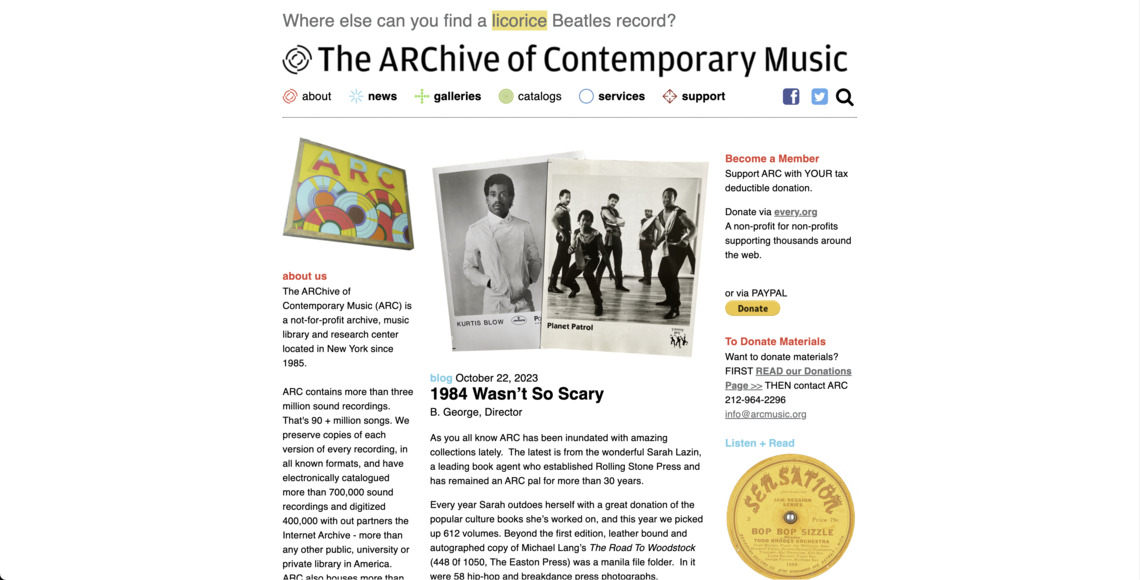 Where else can you find a licorice Beatles record?
The ARChive of Contemporary Music
about news galleries catalogs services support
ARC
about us
The ARChive of
Contemporary Music (ARC) is
a not-for-profit archive, music
library and research center
located in New York since
1985.
ARC contains more than three
million sound recordings.
That's 90 + million songs. We
preserve copies of each
version of every recording, in
all known formats, and have
electronically catalogued
more than 700,000 sound
recordings and digitized
400,000 with out partners the
Internet Archive - more than
any other public, university or
private library in America.
ARC also houses more than
KURTIS BLOW
Planet Patrol
blog October 22, 2023
1984 Wasn't So Scary
B. George, Director
As you all know ARC has been inundated with amazing
collections lately. The latest is from the wonderful Sarah Lazin,
a leading book agent who established Rolling Stone Press and
has remained an ARC pal for more than 30 years.
Every year Sarah outdoes herself with a great donation of the
popular culture books she's worked on, and this year we picked
up 612 volumes. Beyond the first edition, leather bound and
autographed copy of Michael Lang's The Road To Woodstock
(448 0f 1050, The Easton Press) was a manila file folder. In it
were 58 hip-hop and breakdance press photographs.
Become a Member
Support ARC with YOUR tax
deductible donation.
Donate via every.org
A non-profit for non-profits
supporting thousands around
the web.
or via PAYPAL
Donate
To Donate Materials
Want to donate materials?
FIRST READ our Donations
Page >> THEN contact ARC
212-964-2296
info@arcmusic.org
Listen + Read
SENSATION
JAM SESSION
SERIES
Price 79c
BOP BOP SIZZLE
TODD RHODES ORCHESTRA